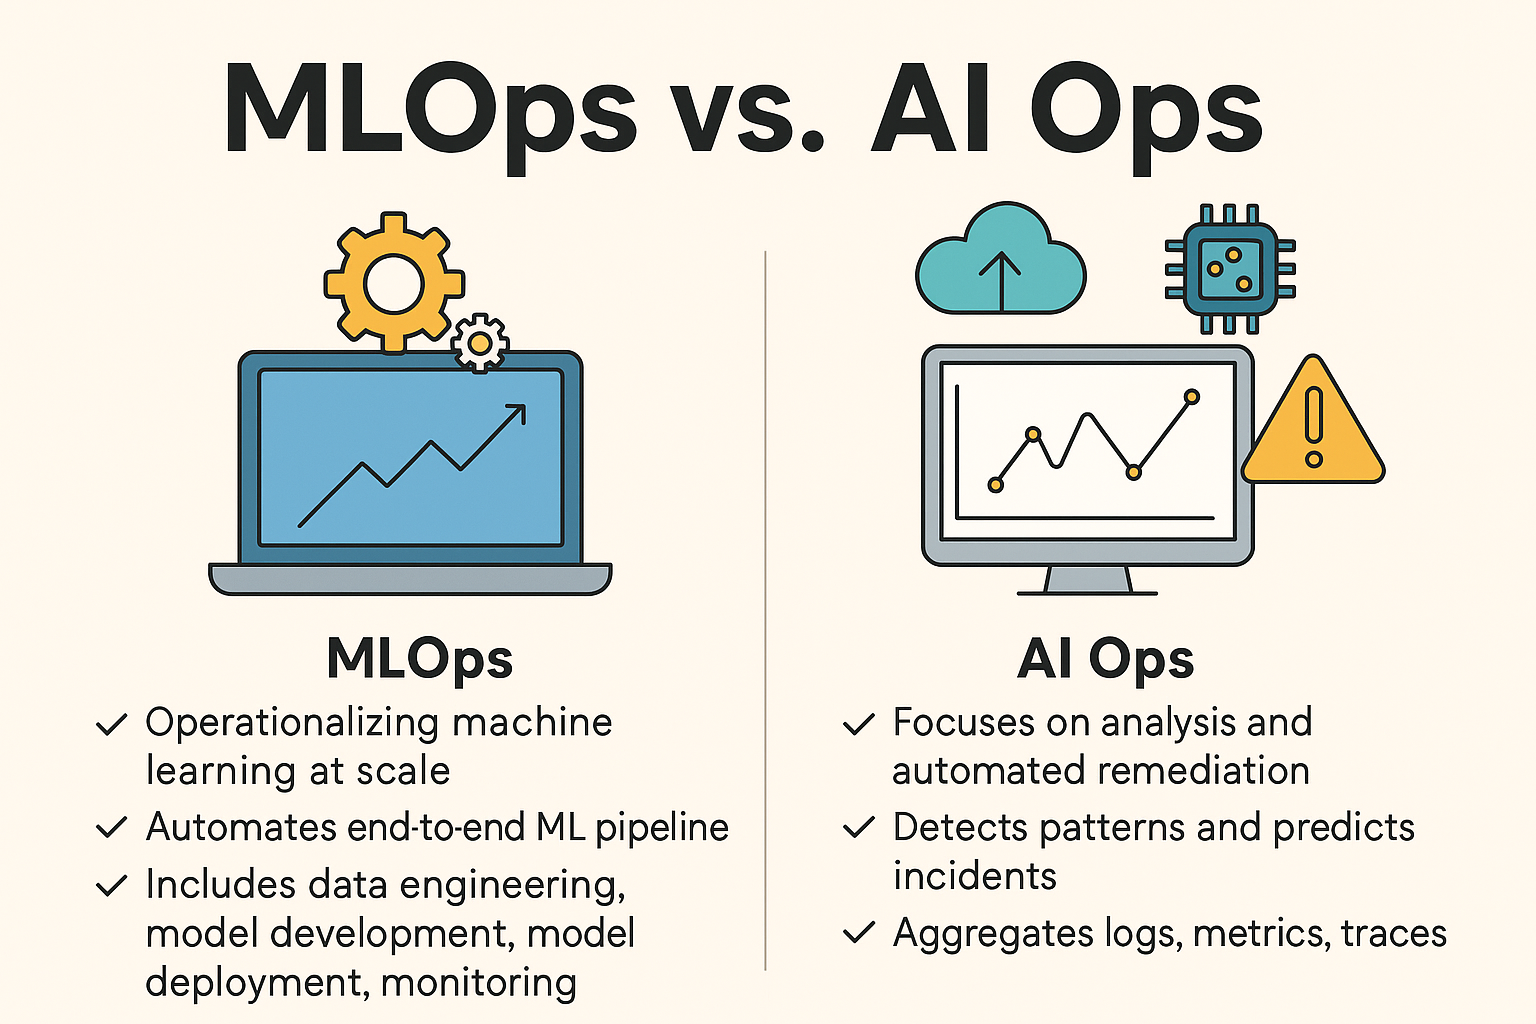 MLOps vs. AI Ops
MLOps
Operationalizing machine
learning at scale
Automates end-to-end ML pipeline
Includes data engineering,
model development, model
deployment, monitoring
AI Ops
Focuses on analysis and
automated remediation
Detects patterns and predicts
incidents
Aggregates logs, metrics, traces